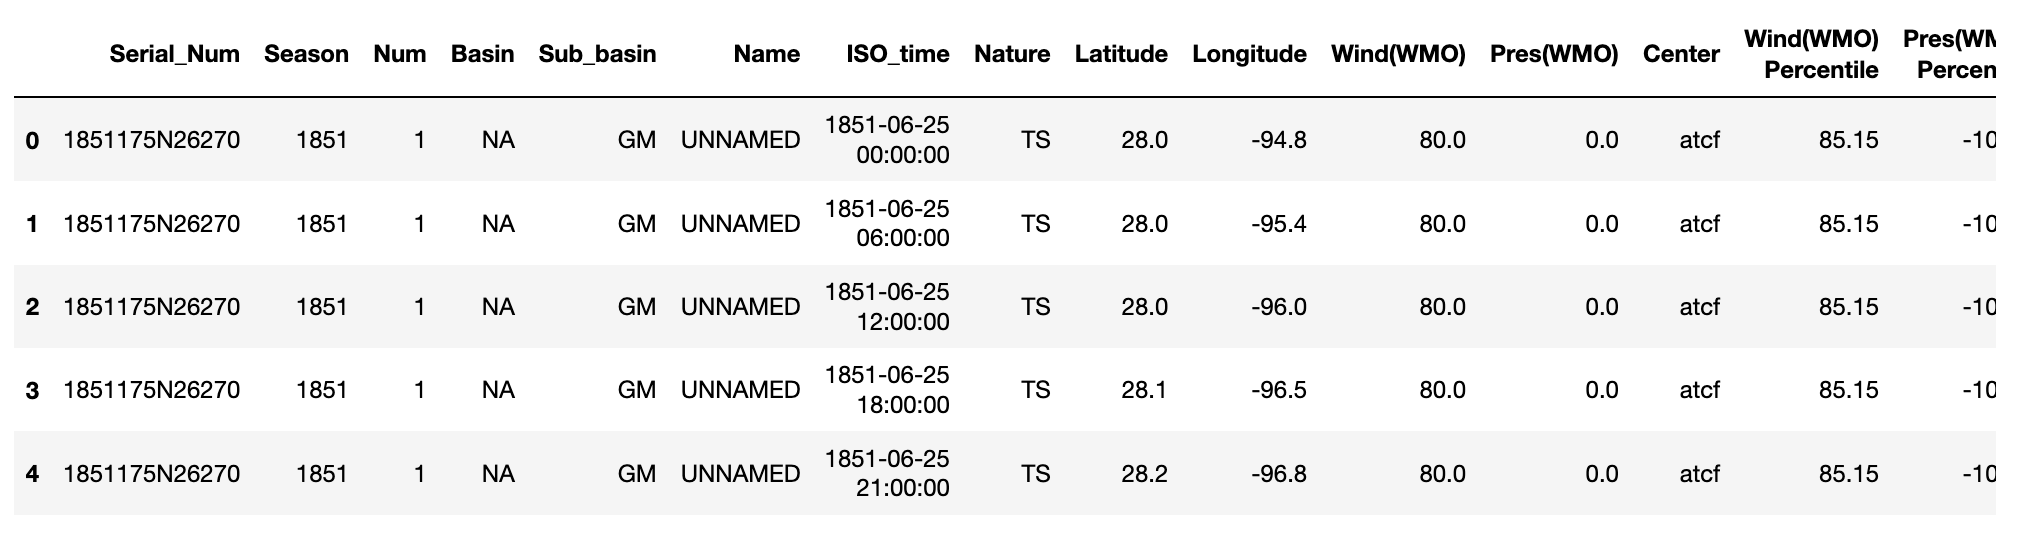 Serial_Num Season Num Basin Sub_basin Name ISO_time Nature Latitude Longitude Wind(WMO) Pres(WMO) Center Wind(WMO) Percentile
0 1851175N26270 1851 1 NA GM UNNAMED 1851-06-25 00:00:00 TS 28.0 -94.8 80.0 0.0 atcf 85.15 -10
1 1851175N26270 1851 1 NA GM UNNAMED 1851-06-25 06:00:00 TS 28.0 -95.4 80.0 0.0 atcf 85.15 -10
2 1851175N26270 1851 1 NA GM UNNAMED 1851-06-25 12:00:00 TS 28.0 -96.0 80.0 0.0 atcf 85.15 -10
3 1851175N26270 1851 1 NA GM UNNAMED 1851-06-25 18:00:00 TS 28.1 -96.5 80.0 0.0 atcf 85.15 -10
4 1851175N26270 1851 1 NA GM UNNAMED 1851-06-25 21:00:00 TS 28.2 -96.8 80.0 0.0 atcf 85.15 -10